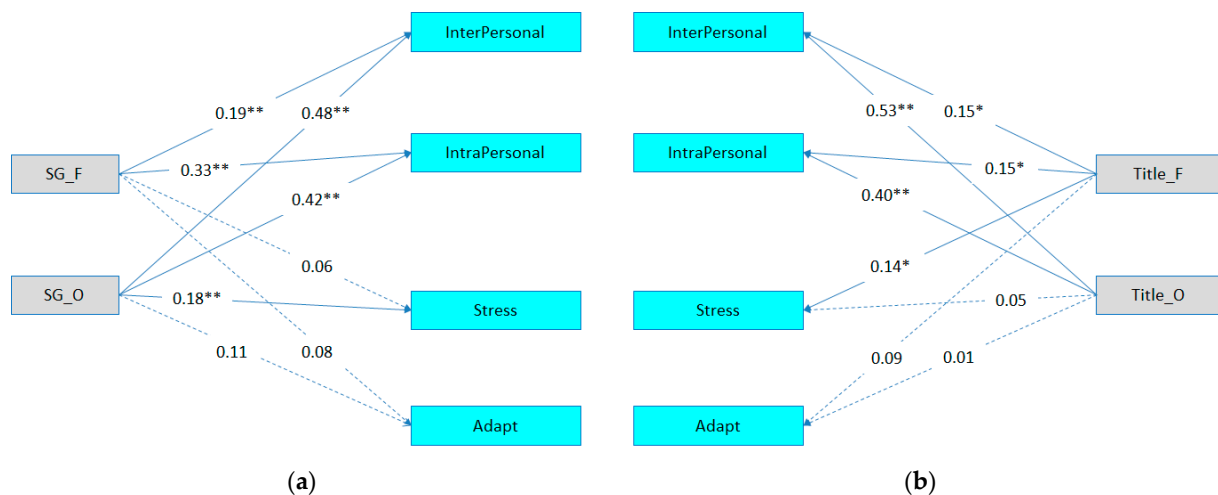 InterPersonal
InterPersonal
0.19**
0.48**
0.53**
0.15*
IntraPersonal
IntraPersonal
SG_F
0.33**
0.15*
Title_F
0.42**
0.40**
0.06
0.14*
SG_O
0.18**
Stress
Stress
0.05
Title_O
0.11
0.08
0.09
0.01
Adapt
Adapt
(a)
(b)